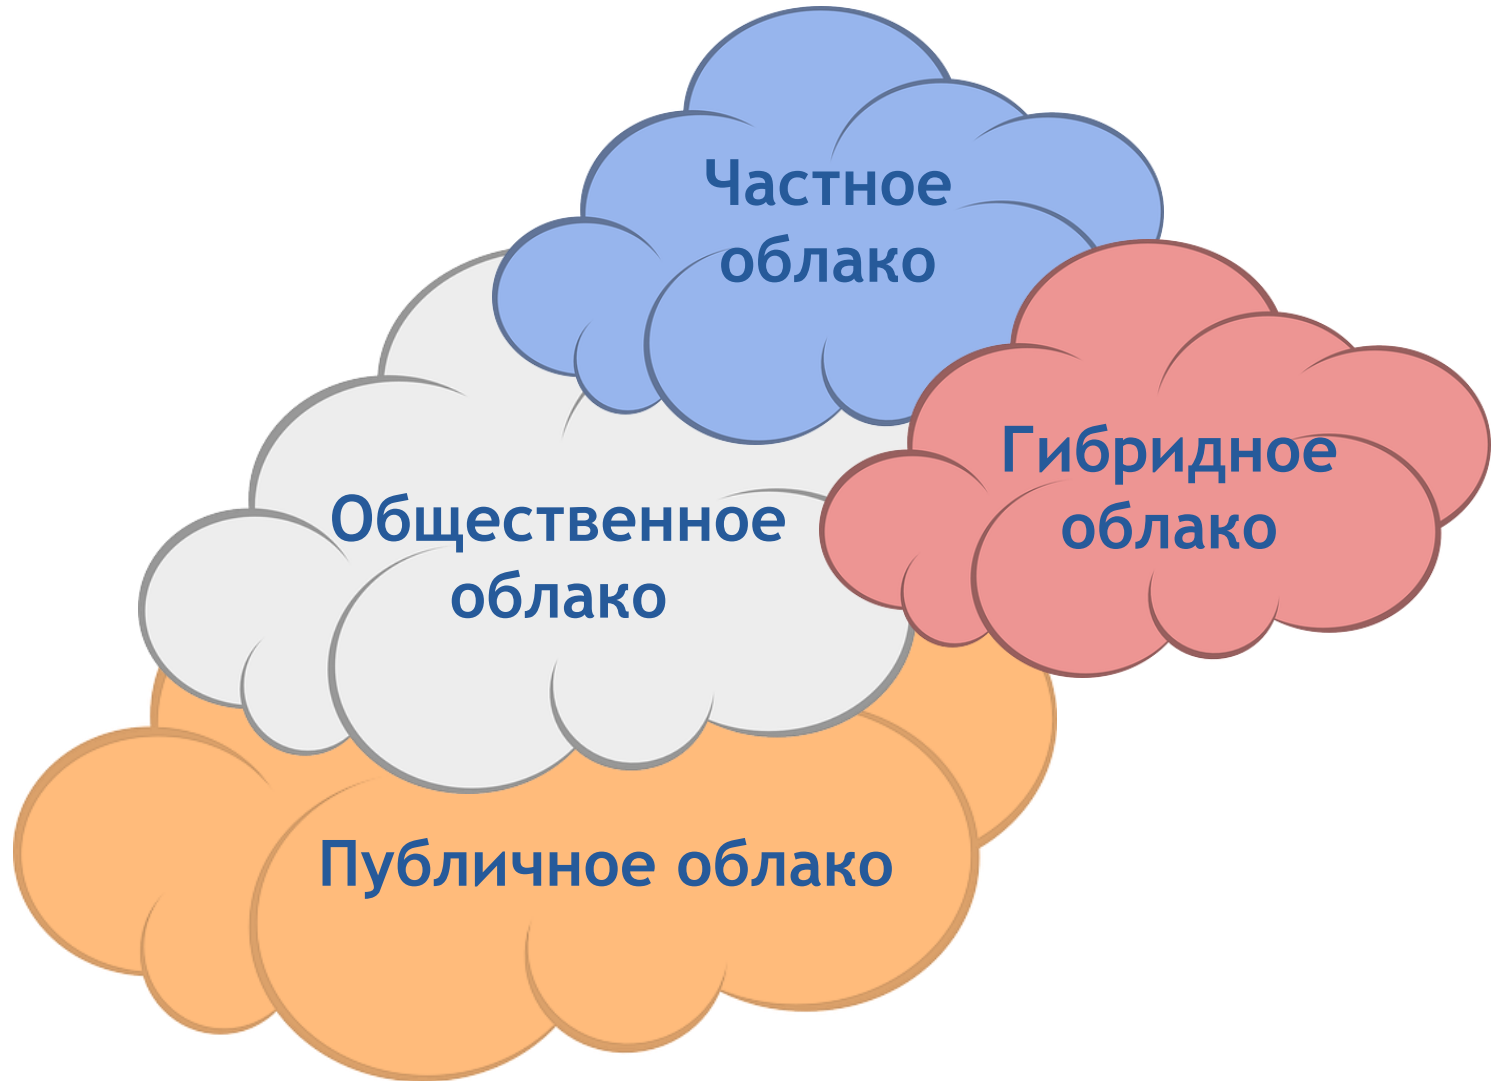 Частное
облако
Гибридное
облако
Общественное
облако
Публичное облако